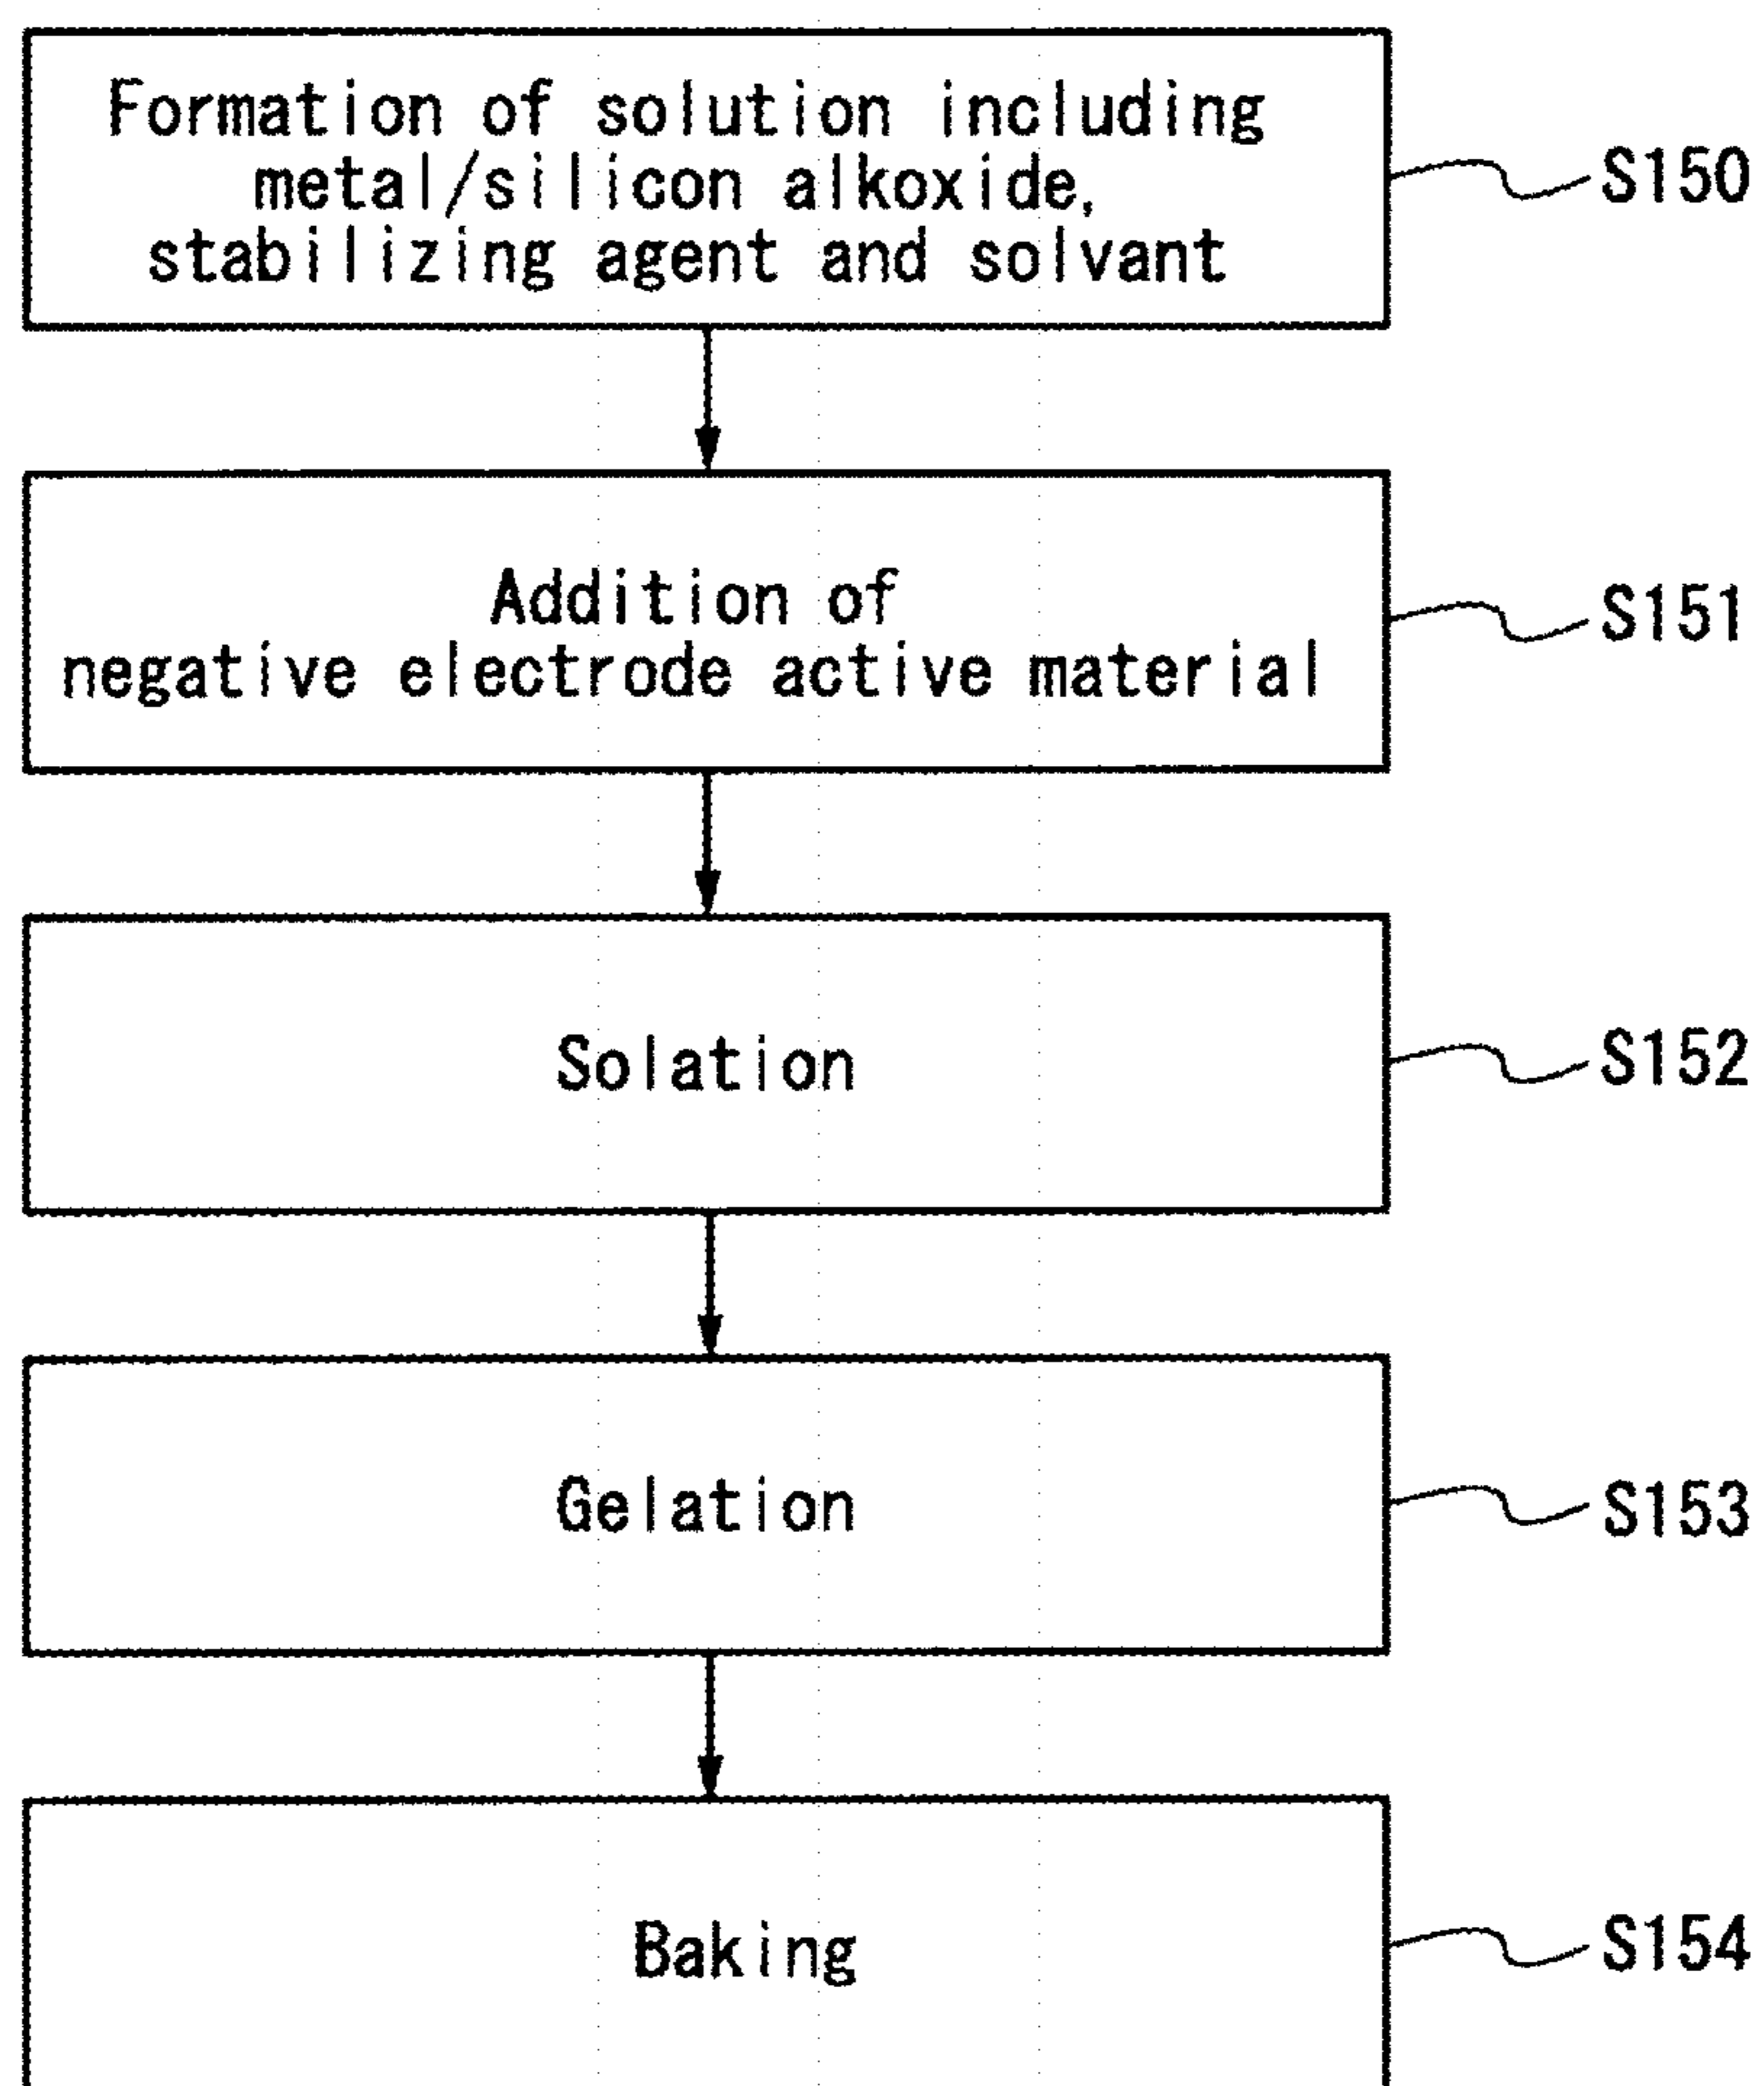 Formation of solution including
metal/silicon alkoxide,
stabilizing agent and solvant
S150
Addition of
negative electrode active material
S151
Solation
S152
Gelation
S153
Baking
S154